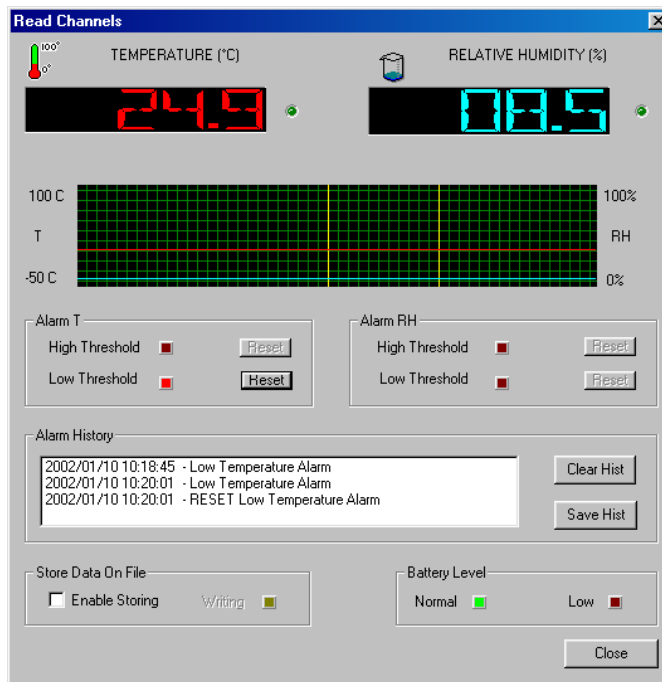 Read Channels
100°
0°
TEMPERATURE (°C)
RELATIVE HUMIDITY (%)
24.9
08.5
100 C
100%
T
RH
-50 C
0%
Alarm T
Alarm RH
High Threshold Reset
High Threshold Reset
Low Threshold Reset
Low Threshold Reset
Alarm History
2002/01/10 10:18:45 - Low Temperature Alarm
2002/01/10 10:20:01 - Low Temperature Alarm
2002/01/10 10:20:01 - RESET Low Temperature Alarm
Clear Hist
Save Hist
Store Data On File
Battery Level
Enable Storing Writing
Normal Low
Close